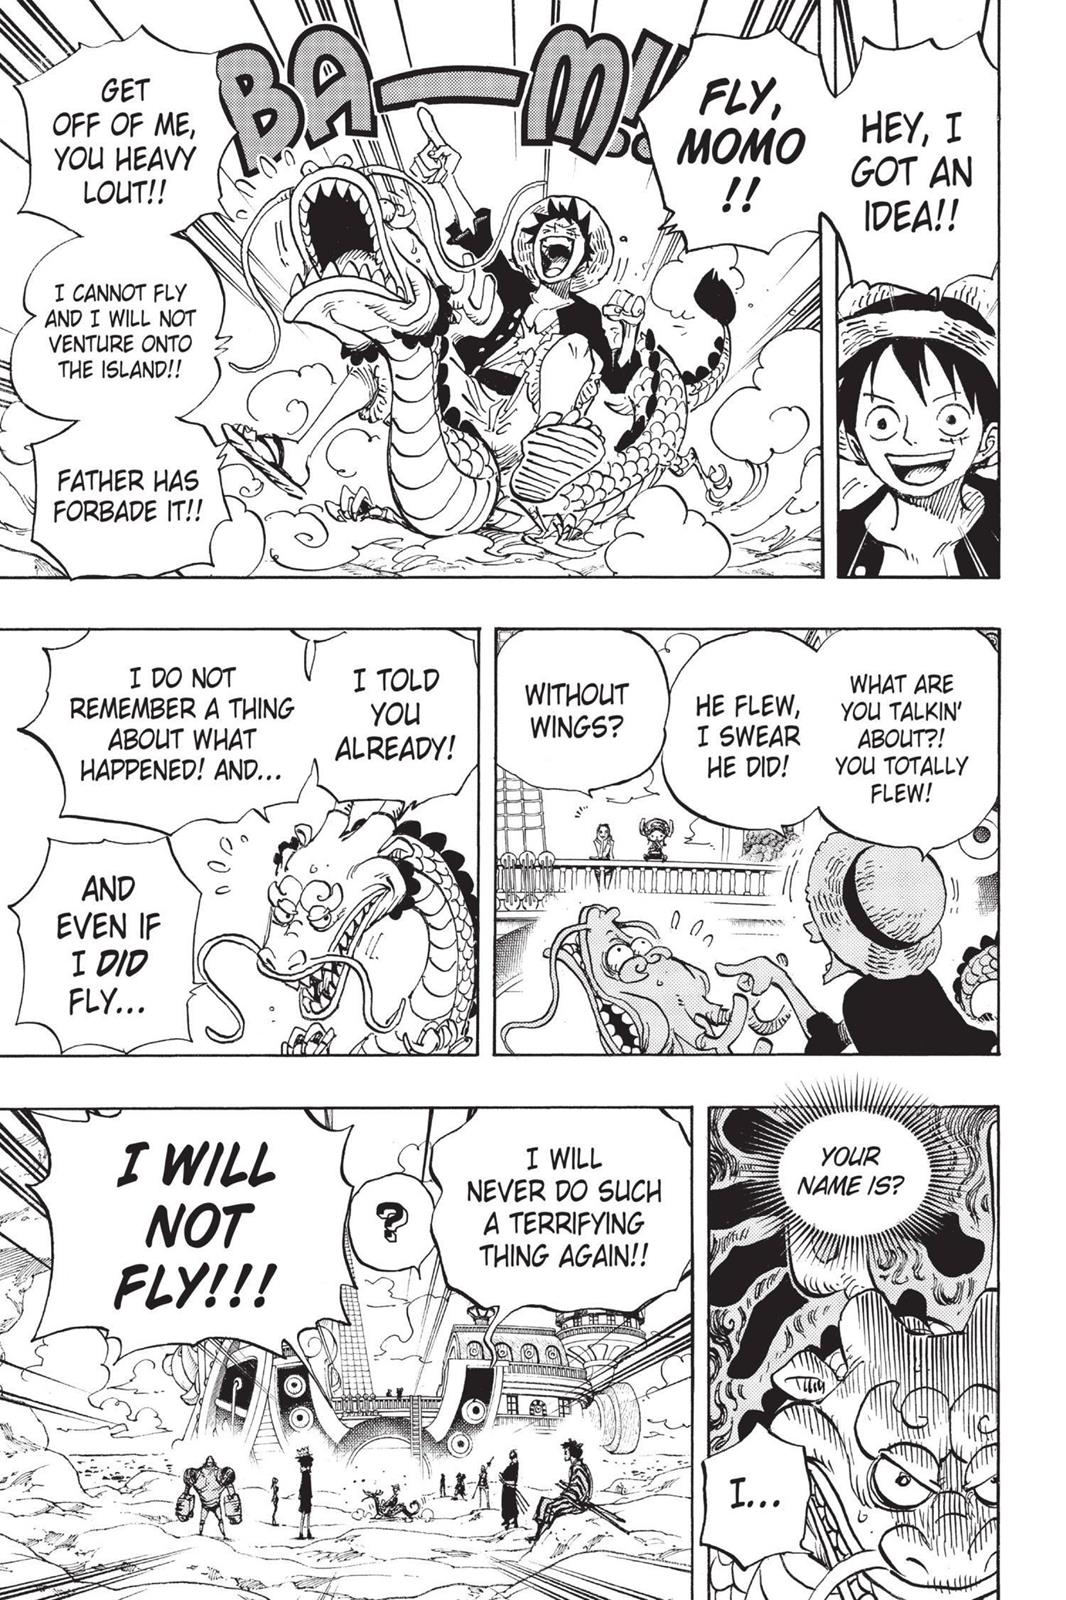 HEY, I
GOT AN
IDEA!!
FLY,
MOMO
!!
BA—M!!
GET
OFF OF ME,
YOU HEAVY
LOUT!!
I CANNOT FLY
AND I WILL NOT
VENTURE ONTO
THE ISLAND!!
FATHER HAS
FORBADE IT!!
WHAT ARE
YOU TALKIN'
ABOUT?!
YOU TOTALLY
FLEW!
HE FLEW,
I SWEAR
HE DID!
WITHOUT
WINGS?
I TOLD
YOU
ALREADY!
I DO NOT
REMEMBER A THING
ABOUT WHAT
HAPPENED! AND...
AND
EVEN IF
I DID
FLY...
YOUR
NAME IS?
I...
I WILL
NEVER DO SUCH
A TERRIFYING
THING AGAIN!!
?
I WILL
NOT
FLY!!!